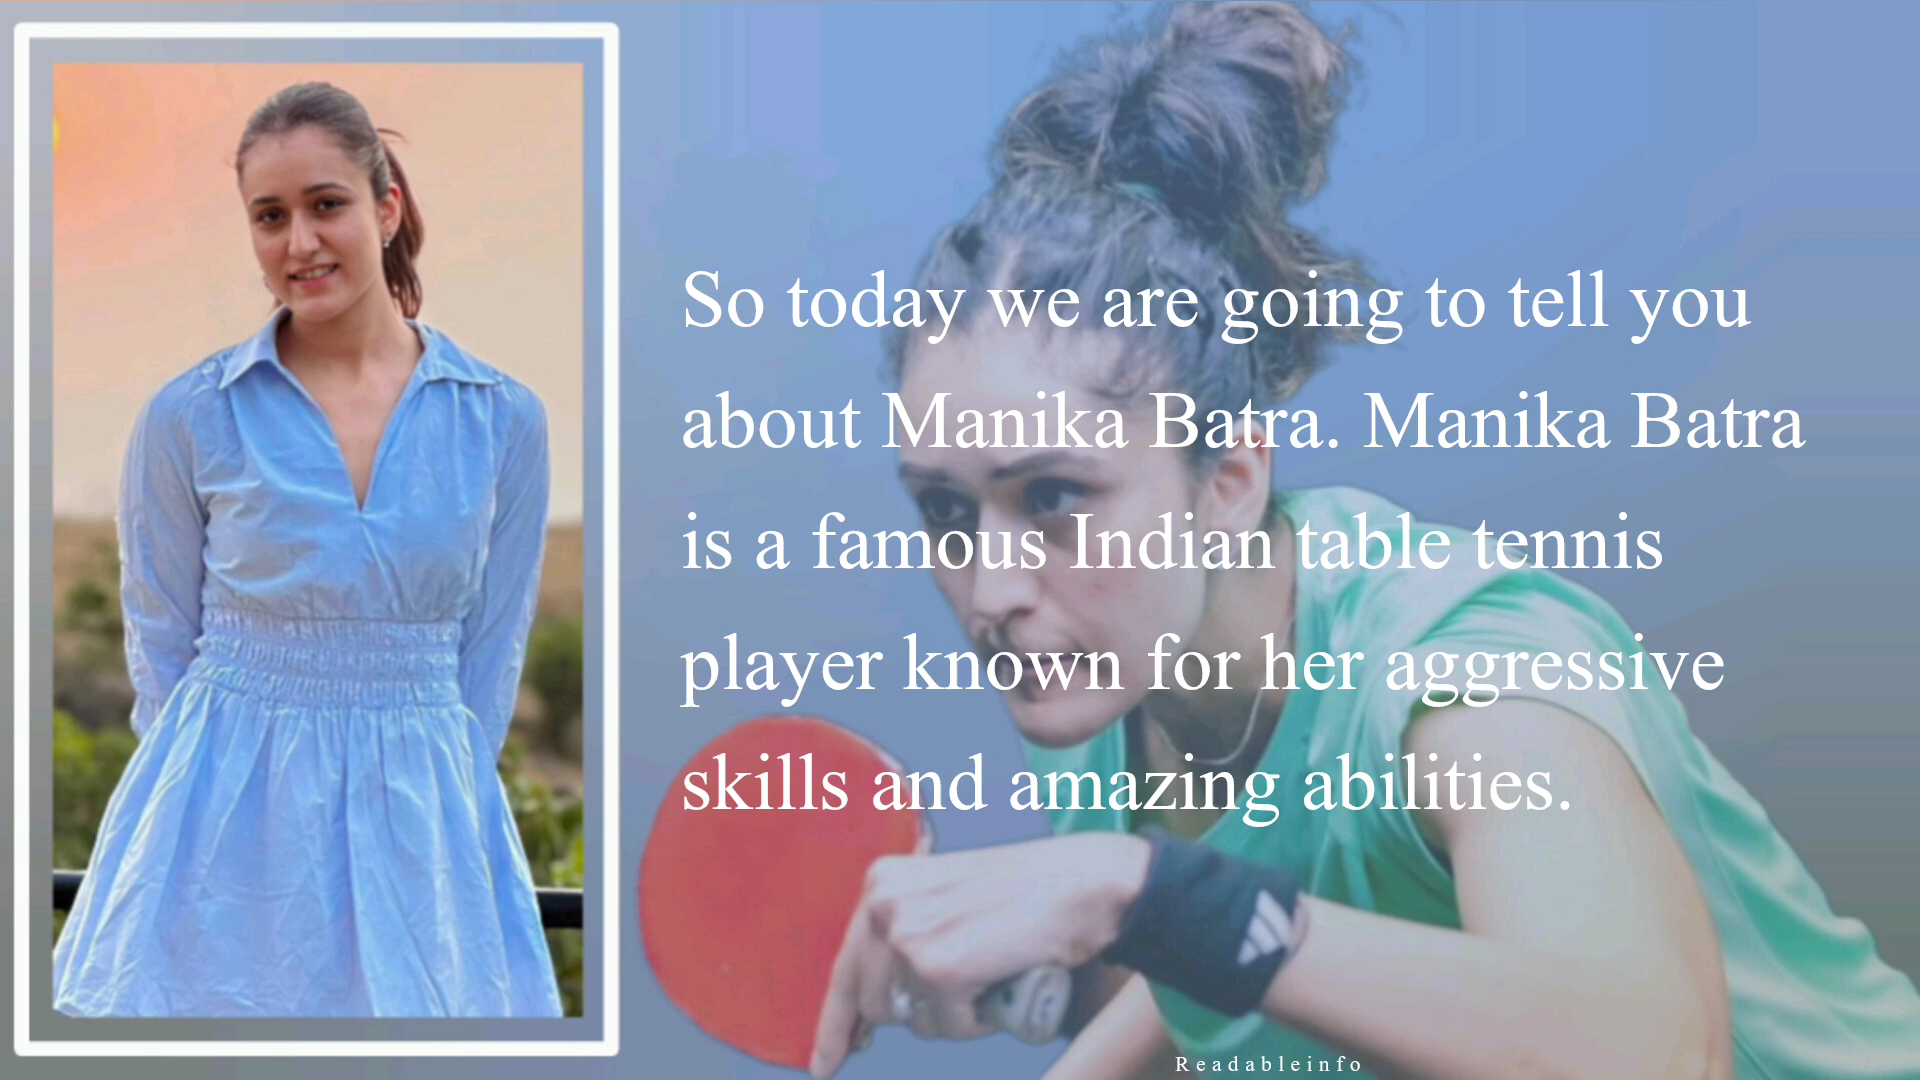 So today we are going to tell you
about Manika Batra. Manika Batra
is a famous Indian table tennis
player known for her aggressive
skills and amazing abilities.
Readableinfo